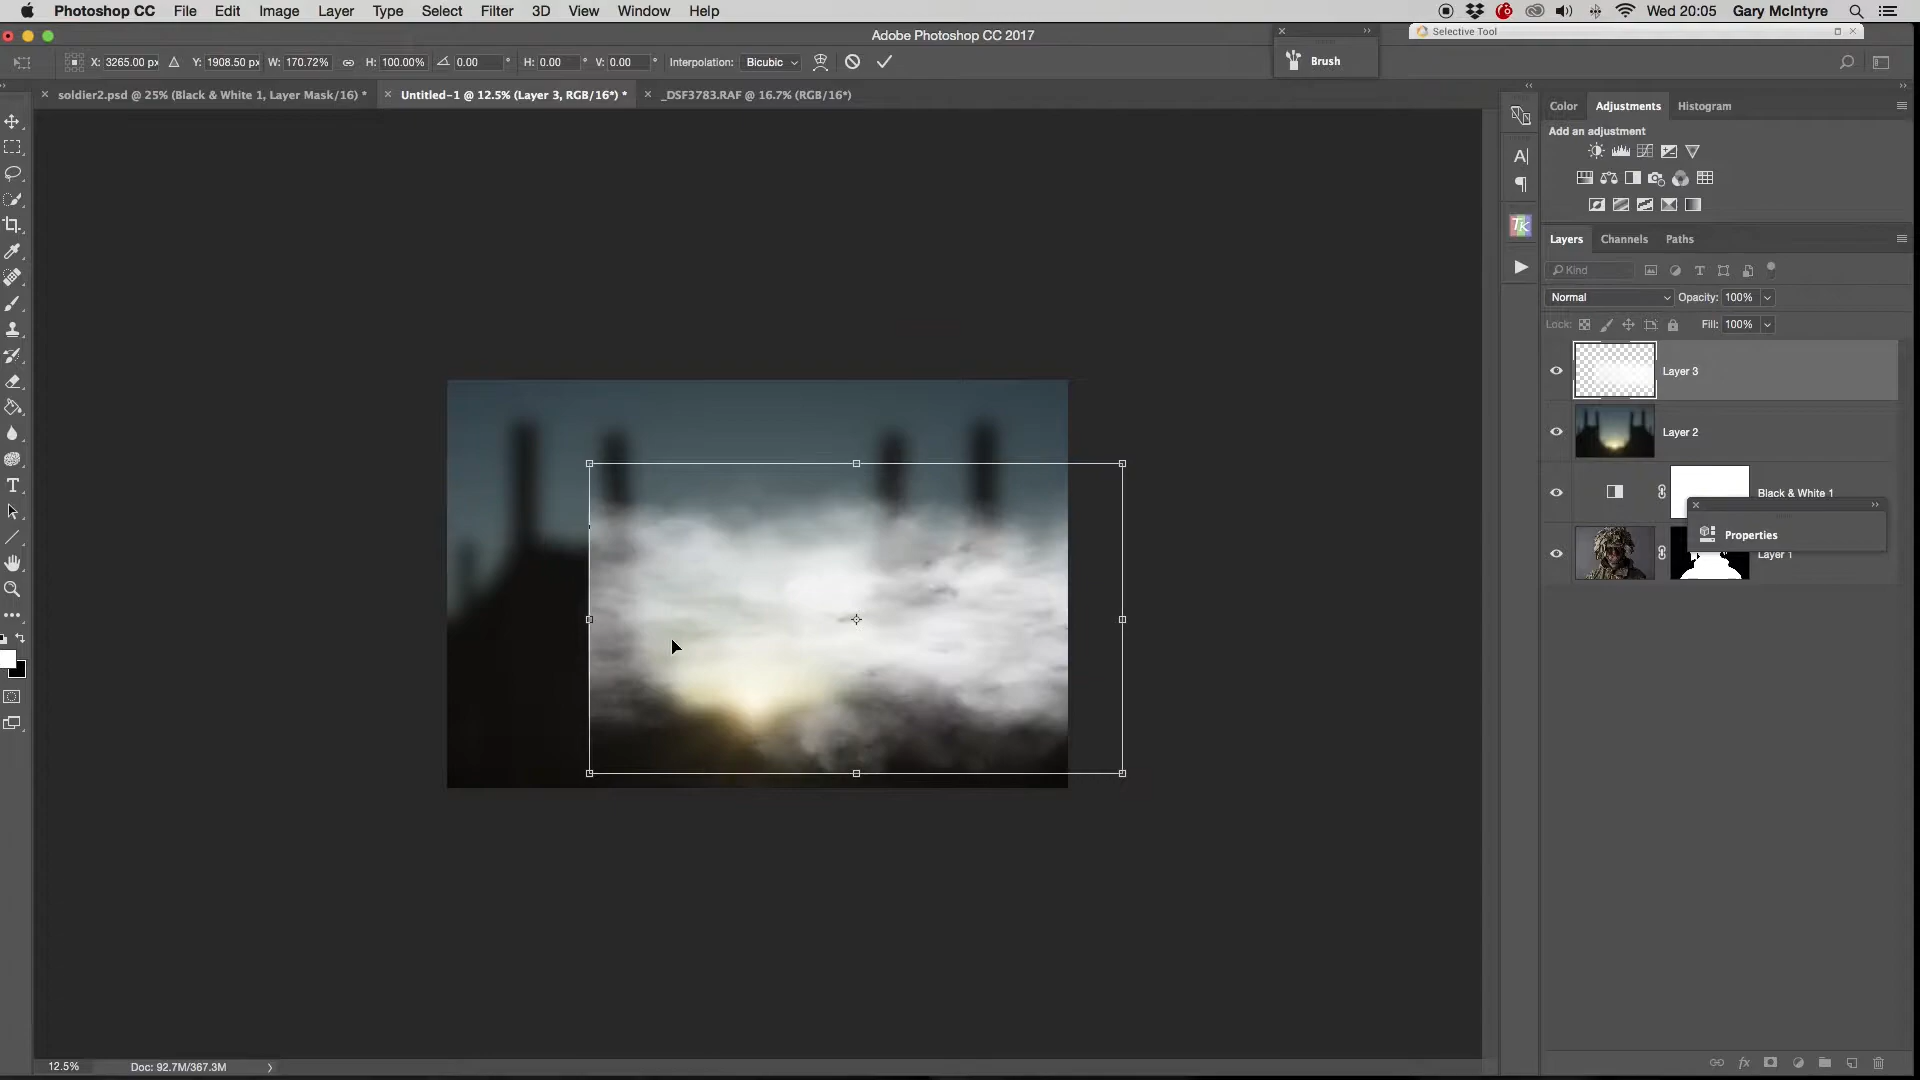 Photoshop CC File Edit Image Layer Type Select Filter 3D View Window Help Wed 20:05 Gary McIntyre
Adobe Photoshop CC 2017
Selective Tool
X: 3265.00 px Y: 1908.50 px W: 170.72% H: 100.00% 0.00 ° H: 0.00 ° V: 0.00 ° Interpolation: Bicubic
Brush
soldier2.psd @ 25% (Black & White 1, Layer Mask/16) * Untitled-1 @ 12.5% (Layer 3, RGB/16*) * _DSF3783.RAF @ 16.7% (RGB/16*)
Color Adjustments Histogram
Add an adjustment
Layers Channels Paths
Kind
Normal Opacity: 100%
Lock: Fill: 100%
Layer 3
Layer 2
Black & White 1
Properties
Layer 1
12.5% Doc: 92.7M/367.3M